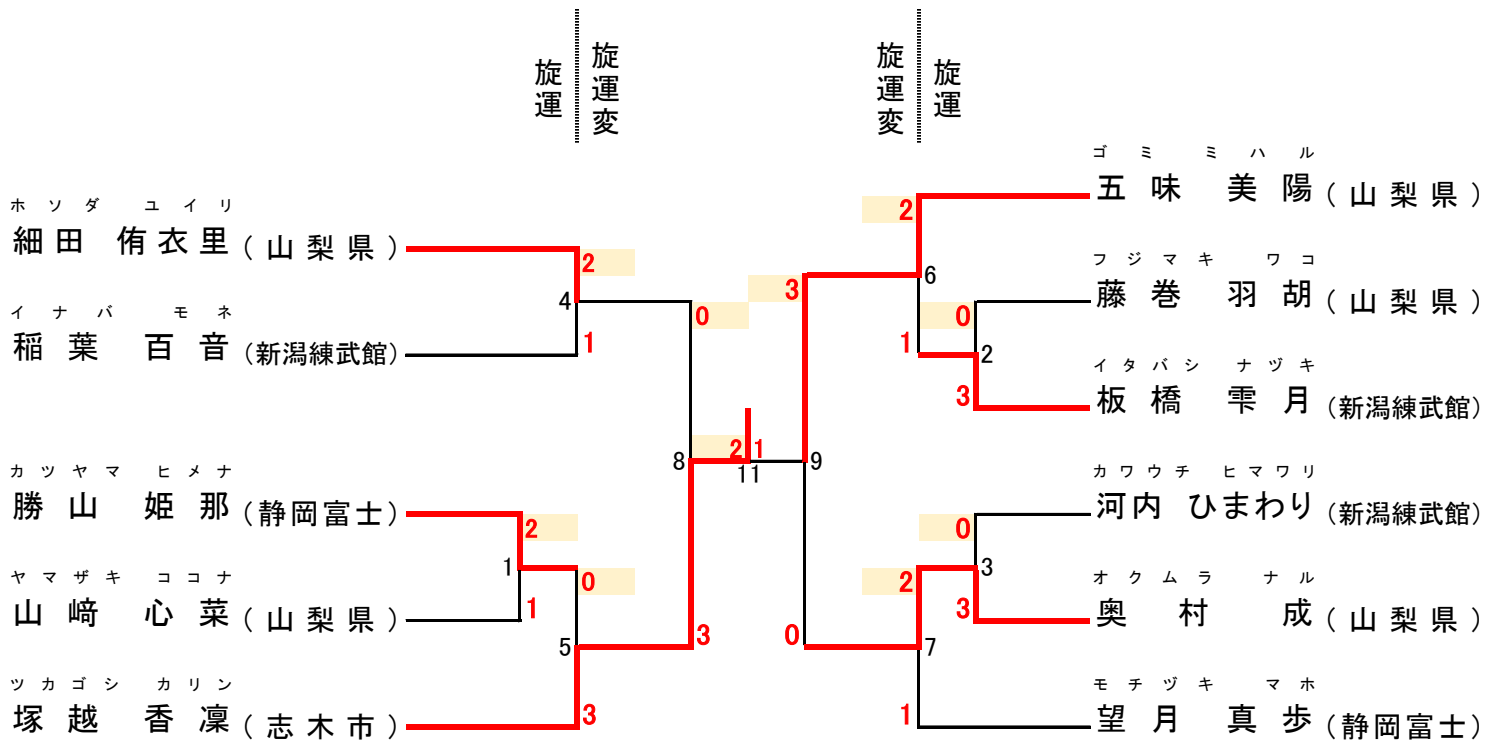 旋運
旋運変
旋運変
旋運
ホソダ ユイリ
細田 侑衣里(山梨県)
2
4
イナバ モネ
稲葉 百音(新潟練武館)
1
0
カツヤマ ヒメナ
勝山 姫那(静岡富士)
2
1
0
ヤマザキ ココナ
山﨑 心菜(山梨県)
1
5
ツカゴシ カリン
塚越 香凜(志木市)
3
3
8
2
1
11
ゴミ ミハル
五味 美陽(山梨県)
2
6
3
フジマキ ワコ
藤巻 羽胡(山梨県)
0
1
2
イタバシ ナヅキ
板橋 雫月(新潟練武館)
3
9
カワウチ ヒマワリ
河内 ひまわり(新潟練武館)
0
2
3
オクムラ ナル
奥村 成(山梨県)
3
0
7
モチヅキ マホ
望月 真歩(静岡富士)
1